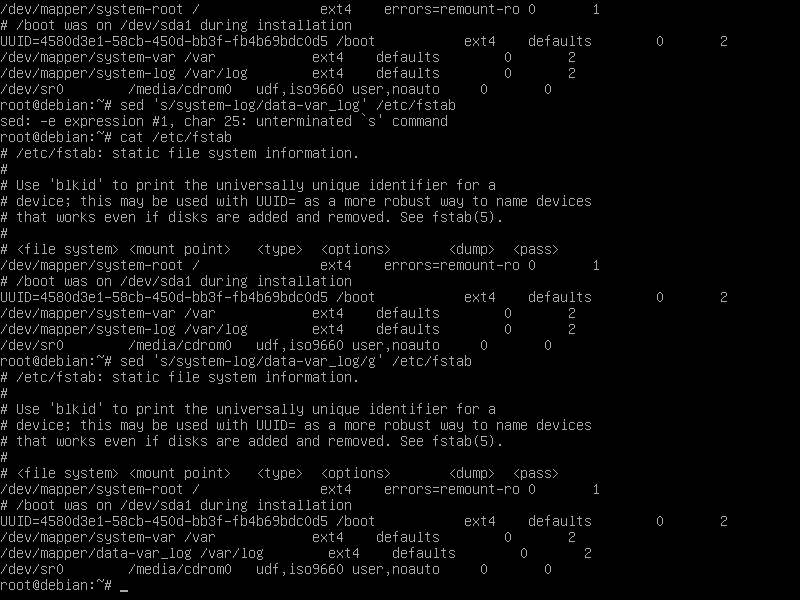 /dev/mapper/system-root /               ext4    errors=remount-ro 0       1
# /boot was on /dev/sda1 during installation
UUID=4580d3e1-58cb-450d-bb3f-fb4b69bdc0d5 /boot           ext4    defaults        0       2
/dev/mapper/system-var /var             ext4    defaults        0       2
/dev/mapper/system-log /var/log         ext4    defaults        0       2
/dev/sr0        /media/cdrom0   udf,iso9660 user,noauto     0       0
root@debian:~# sed 's/system-log/data-var_log' /etc/fstab
sed: -e expression #1, char 25: unterminated `s' command
root@debian:~# cat /etc/fstab
# /etc/fstab: static file system information.
#
# Use 'blkid' to print the universally unique identifier for a
# device; this may be used with UUID= as a more robust way to name devices
# that works even if disks are added and removed. See fstab(5).
#
# <file system> <mount point>   <type>  <options>       <dump>  <pass>
/dev/mapper/system-root /               ext4    errors=remount-ro 0       1
# /boot was on /dev/sda1 during installation
UUID=4580d3e1-58cb-450d-bb3f-fb4b69bdc0d5 /boot           ext4    defaults        0       2
/dev/mapper/system-var /var             ext4    defaults        0       2
/dev/mapper/system-log /var/log         ext4    defaults        0       2
/dev/sr0        /media/cdrom0   udf,iso9660 user,noauto     0       0
root@debian:~# sed 's/system-log/data-var_log/g' /etc/fstab
# /etc/fstab: static file system information.
#
# Use 'blkid' to print the universally unique identifier for a
# device; this may be used with UUID= as a more robust way to name devices
# that works even if disks are added and removed. See fstab(5).
#
# <file system> <mount point>   <type>  <options>       <dump>  <pass>
/dev/mapper/system-root /               ext4    errors=remount-ro 0       1
# /boot was on /dev/sda1 during installation
UUID=4580d3e1-58cb-450d-bb3f-fb4b69bdc0d5 /boot           ext4    defaults        0       2
/dev/mapper/system-var /var             ext4    defaults        0       2
/dev/mapper/data-var_log /var/log         ext4    defaults        0       2
/dev/sr0        /media/cdrom0   udf,iso9660 user,noauto     0       0
root@debian:~# _